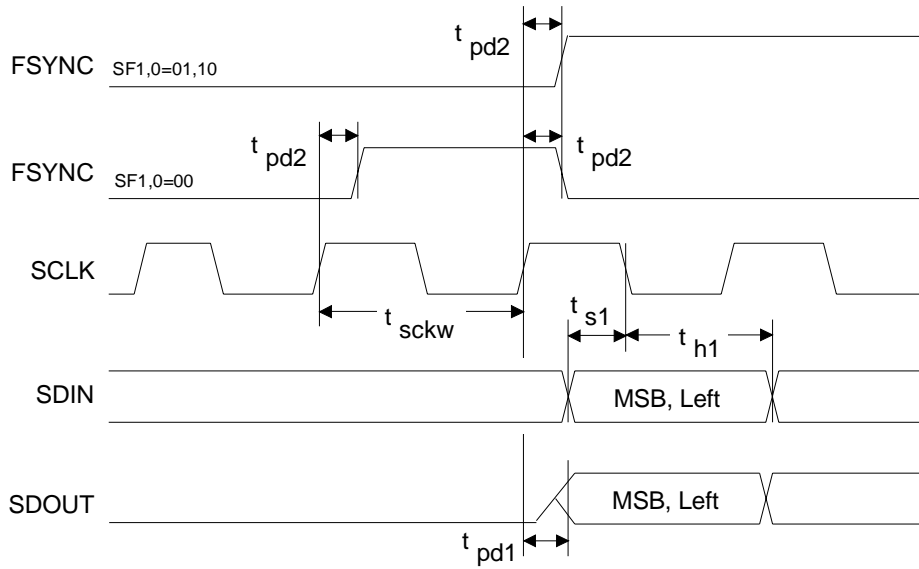 t pd2
FSYNC SF1,0=01,10
t pd2 t pd2
FSYNC SF1,0=00
SCLK
t sckw t s1 t h1
SDIN MSB, Left
SDOUT MSB, Left
t pd1